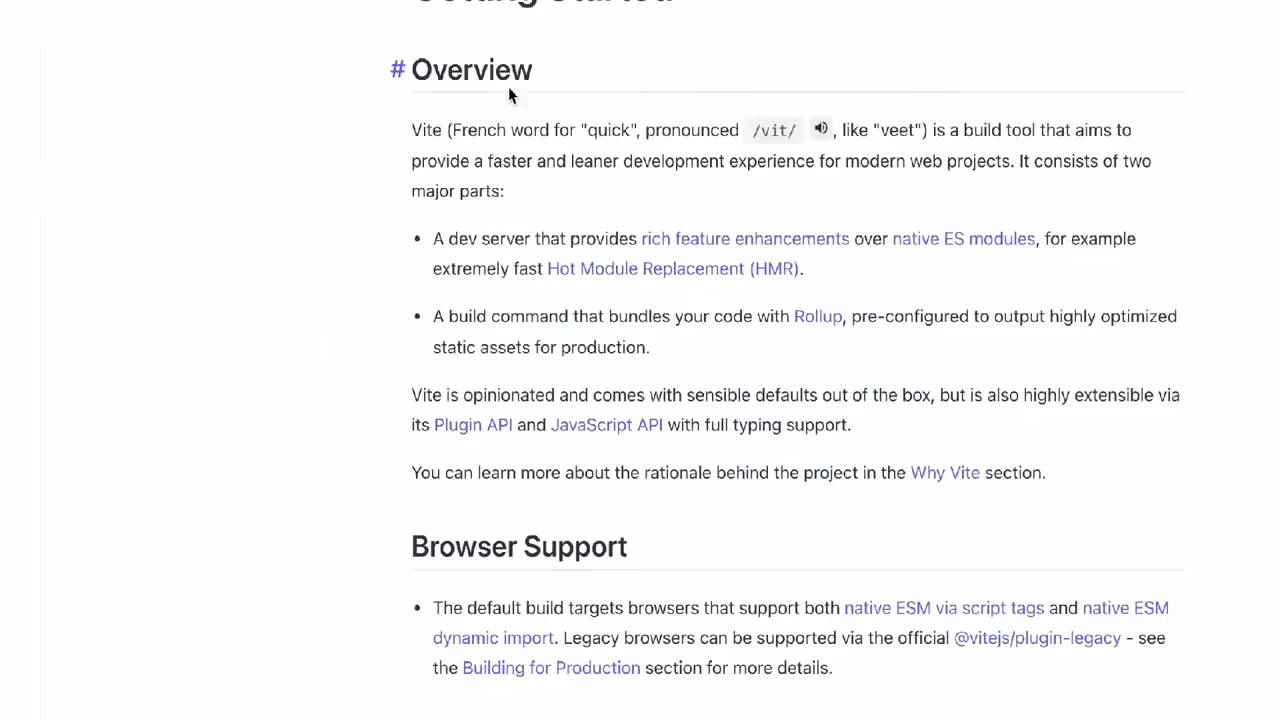 Getting Started
# Overview
Vite (French word for "quick", pronounced /vit/ , like "veet") is a build tool that aims to
provide a faster and leaner development experience for modern web projects. It consists of two
major parts:
• A dev server that provides rich feature enhancements over native ES modules, for example
extremely fast Hot Module Replacement (HMR).
• A build command that bundles your code with Rollup, pre-configured to output highly optimized
static assets for production.
Vite is opinionated and comes with sensible defaults out of the box, but is also highly extensible via
its Plugin API and JavaScript API with full typing support.
You can learn more about the rationale behind the project in the Why Vite section.
Browser Support
• The default build targets browsers that support both native ESM via script tags and native ESM
dynamic import. Legacy browsers can be supported via the official @vitejs/plugin-legacy - see
the Building for Production section for more details.